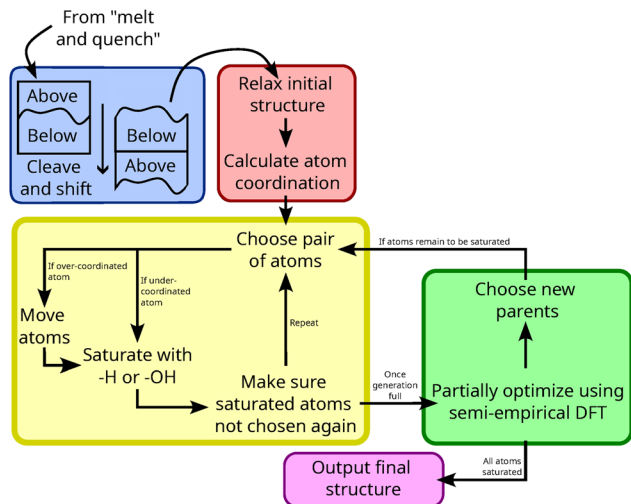 From "melt
and quench"
Above
Below
Cleave
and shift
Below
Above
Relax initial
structure
Calculate atom
coordination
Choose pair
of atoms
If over-coordinated
atom
If under-
coordinated
atom
Move
atoms
Saturate with
-H or -OH
Repeat
Make sure
saturated atoms
not chosen again
Once
generation
full
If atoms remain to be saturated
Choose new
parents
Partially optimize using
semi-empirical DFT
All atoms
saturated
Output final
structure